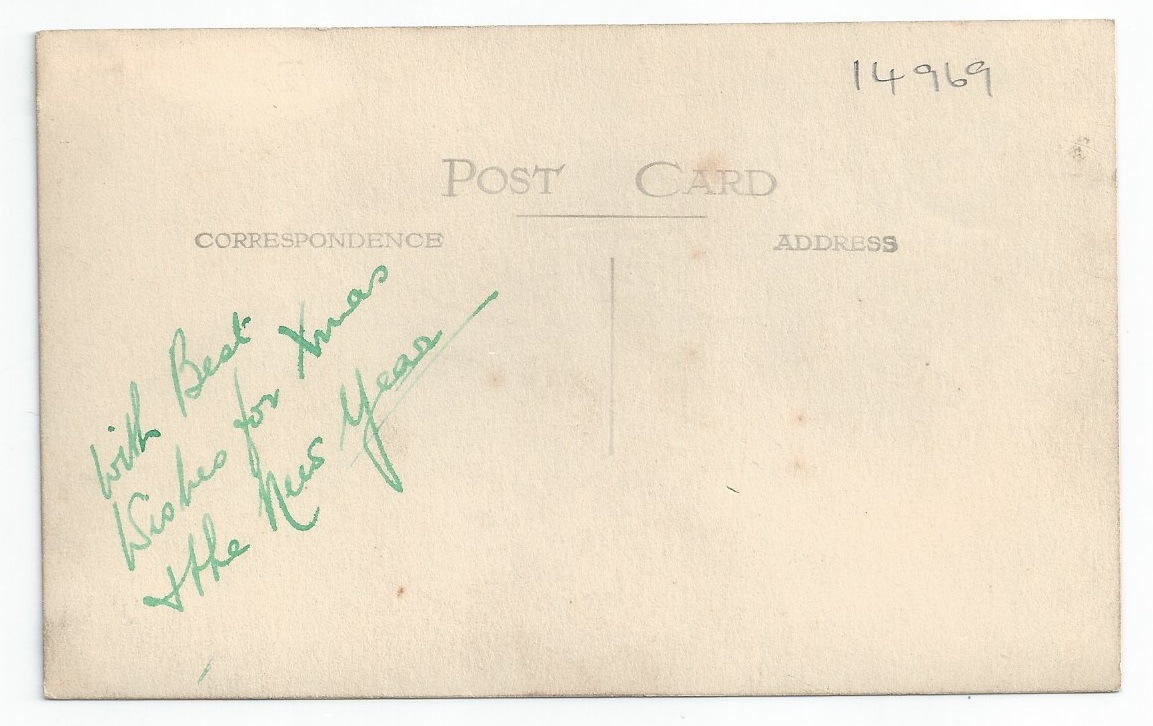 14969
POST CARD
CORRESPONDENCE ADDRESS
With Best
Wishes for Xmas
& the New Year